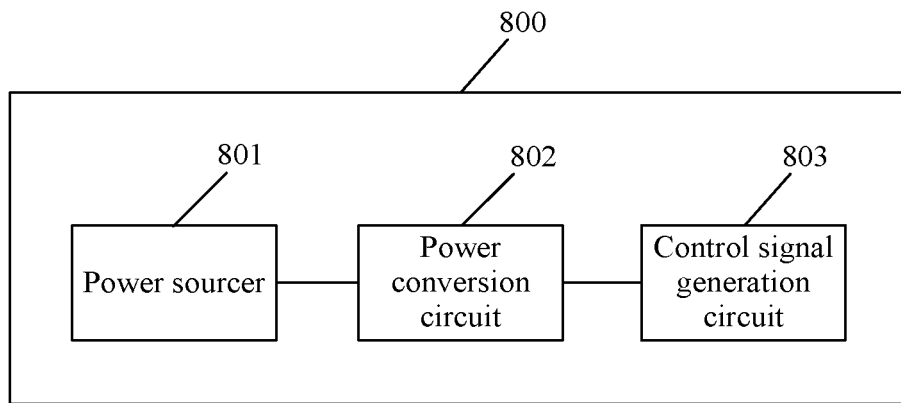 800
801
802
803
Power sourcer
Power
conversion
circuit
Control signal
generation
circuit